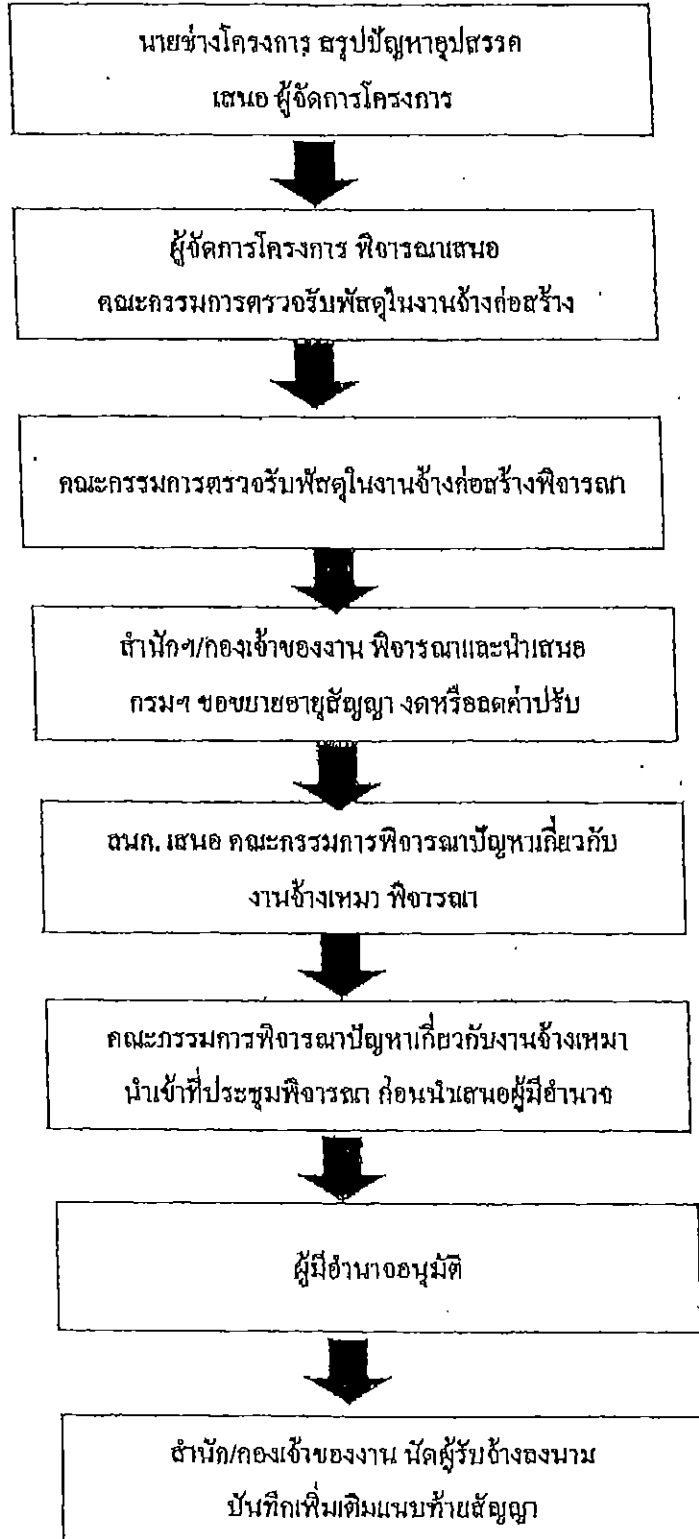 นายช่างโครงการ สรุปปัญหาอุปสรรค
เสนอ ผู้จัดการโครงการ
ผู้จัดการโครงการ พิจารณาเสนอ
คณะกรรมการตรวจรับพัสดุในงานจ้างก่อสร้าง
คณะกรรมการตรวจรับพัสดุในงานจ้างก่อสร้างพิจารณา
สำนักฯ/กองเจ้าของงาน พิจารณาและนำเสนอ
กรมฯ ขอขยายอายุสัญญา งดหรือลดค่าปรับ
สนก. เสนอ คณะกรรมการพิจารณาปัญหาเกี่ยวกับ
งานจ้างเหมา พิจารณา
คณะกรรมการพิจารณาปัญหาเกี่ยวกับงานจ้างเหมา
นำเข้าที่ประชุมพิจารณา ก่อนนำเสนอผู้มีอำนาจ
ผู้มีอำนาจอนุมัติ
สำนัก/กองเจ้าของงาน นัดผู้รับจ้างลงนาม
บันทึกเพิ่มเติมแนบท้ายสัญญา